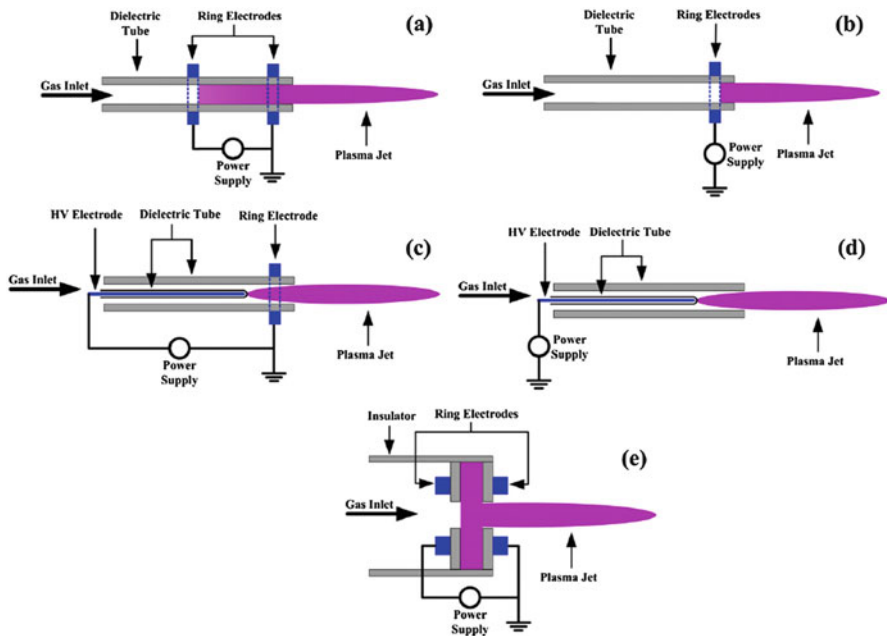 Dielectric
Tube
Ring Electrodes
(a)
Gas Inlet
Power
Supply
Plasma Jet
Dielectric
Tube
Ring Electrodes
(b)
Gas Inlet
Power
Supply
Plasma Jet
HV Electrode
Dielectric Tube
Ring Electrode
(c)
Gas Inlet
Power
Supply
Plasma Jet
HV Electrode
Dielectric Tube
(d)
Gas Inlet
Power
Supply
Plasma Jet
Insulator
Ring Electrodes
(e)
Gas Inlet
Power
Supply
Plasma Jet